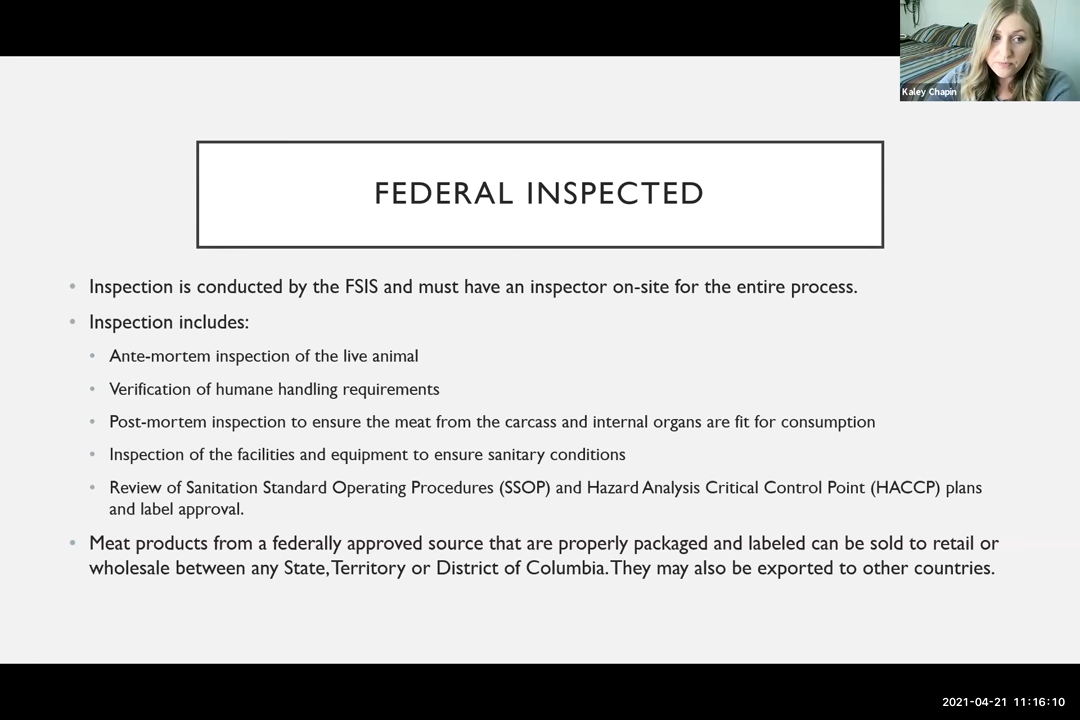 Kaley Chapin
FEDERAL INSPECTED
• Inspection is conducted by the FSIS and must have an inspector on-site for the entire process.
• Inspection includes:
• Ante-mortem inspection of the live animal
• Verification of humane handling requirements
• Post-mortem inspection to ensure the meat from the carcass and internal organs are fit for consumption
• Inspection of the facilities and equipment to ensure sanitary conditions
• Review of Sanitation Standard Operating Procedures (SSOP) and Hazard Analysis Critical Control Point (HACCP) plans
and label approval.
• Meat products from a federally approved source that are properly packaged and labeled can be sold to retail or
wholesale between any State, Territory or District of Columbia. They may also be exported to other countries.
2021-04-21 11:16:10